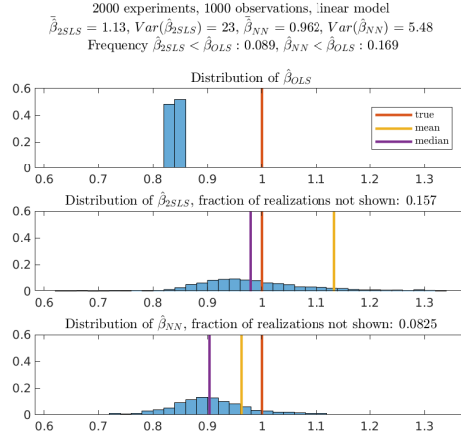 2000 experiments, 1000 observations, linear model
$\bar{\hat{\beta}}_{2SLS} = 1.13, Var(\hat{\beta}_{2SLS}) = 23, \bar{\hat{\beta}}_{NN} = 0.962, Var(\hat{\beta}_{NN}) = 5.48$
Frequency $\hat{\beta}_{2SLS} < \hat{\beta}_{OLS} : 0.089, \hat{\beta}_{NN} < \hat{\beta}_{OLS} : 0.169$
Distribution of $\hat{\beta}_{OLS}$
0.6
0.4
0.2
0
true
mean
median
0.6 0.7 0.8 0.9 1 1.1 1.2 1.3
Distribution of $\hat{\beta}_{2SLS}$, fraction of realizations not shown: 0.157
0.6
0.4
0.2
0
0.6 0.7 0.8 0.9 1 1.1 1.2 1.3
Distribution of $\hat{\beta}_{NN}$, fraction of realizations not shown: 0.0825
0.6
0.4
0.2
0
0.6 0.7 0.8 0.9 1 1.1 1.2 1.3